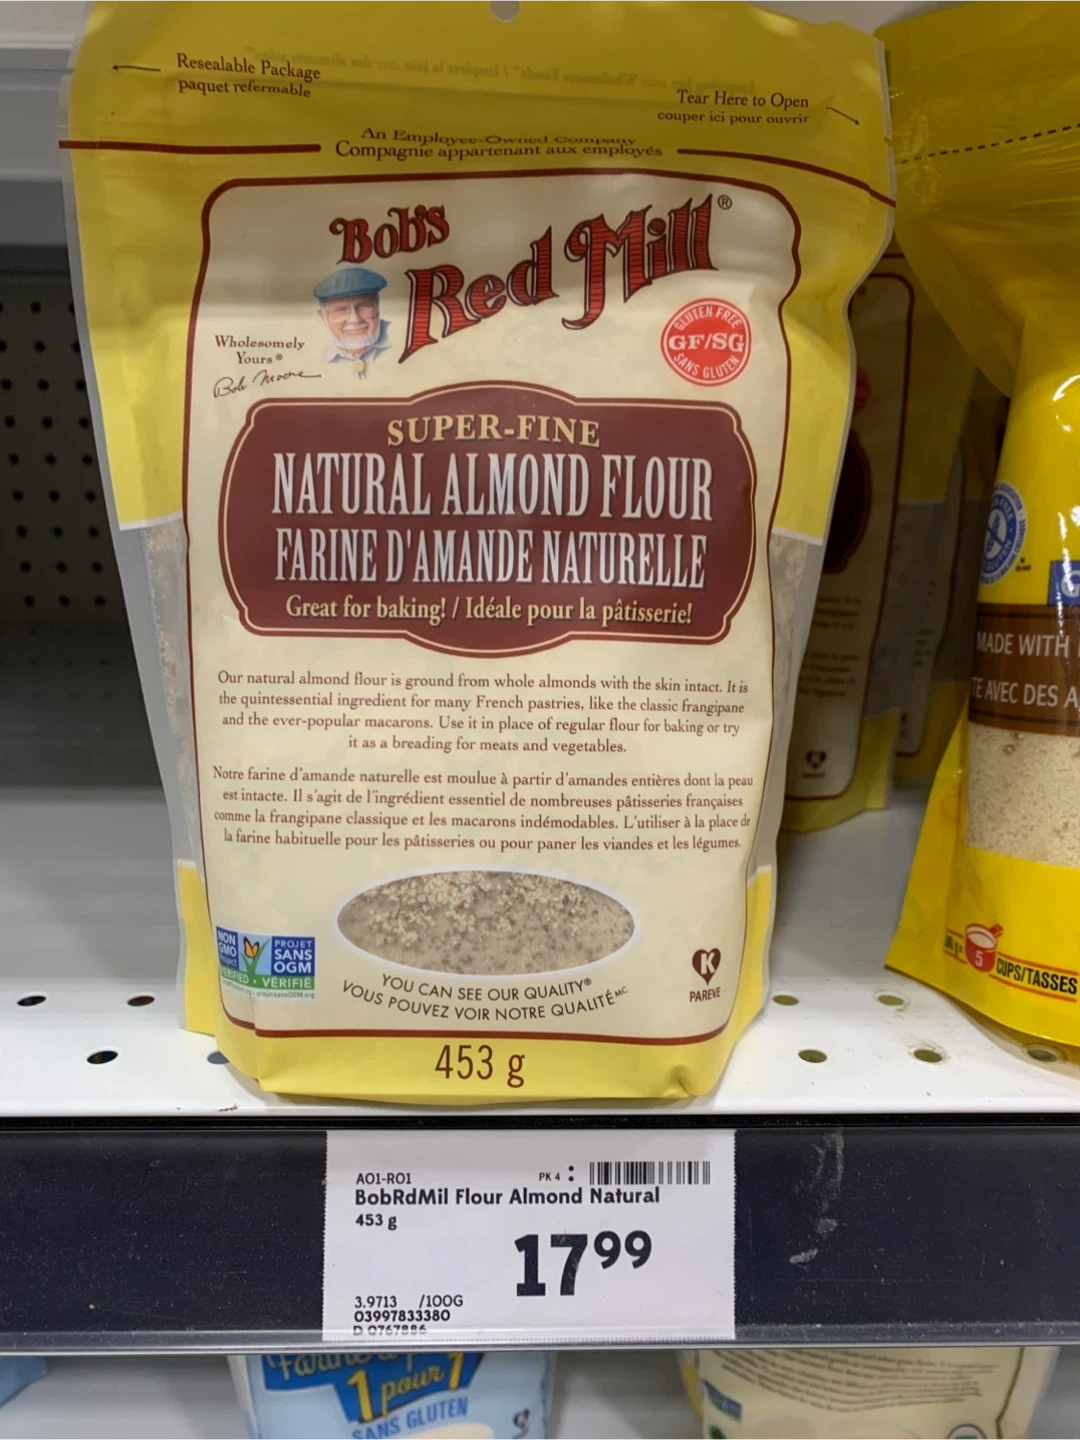 Resealable Package
paquet refermable
Tear Here to Open
couper ici pour ouvrir
An Employee-Owned Company
Compagnie appartenant aux employés
Bob's
Red Mill®
Wholesomely
Yours®
Bob Moore
GLUTEN FREE
GF/SG
SANS GLUTEN
SUPER-FINE
NATURAL ALMOND FLOUR
FARINE D'AMANDE NATURELLE
Great for baking! / Idéale pour la pâtisserie!
Our natural almond flour is ground from whole almonds with the skin intact. It is
the quintessential ingredient for many French pastries, like the classic frangipane
and the ever-popular macarons. Use it in place of regular flour for baking or try
it as a breading for meats and vegetables.
Notre farine d'amande naturelle est moulue à partir d'amandes entières dont la peau
est intacte. Il s'agit de l'ingrédient essentiel de nombreuses pâtisseries françaises
comme la frangipane classique et les macarons indémodables. L'utiliser à la place de
la farine habituelle pour les pâtisseries ou pour paner les viandes et les légumes.
NON
GMO
Project
VERIFIED
PROJET
SANS
OGM
VÉRIFIÉ
YOU CAN SEE OUR QUALITY®
VOUS POUVEZ VOIR NOTRE QUALITÉ MC
K
PAREVE
453 g
MADE WITH
AVEC DES A
5
CUPS/TASSES
A01-R01
PK 4
BobRdMil Flour Almond Natural
453 g
17 99
3.9713 /100G
03997833380
D 0767886
1 pour 1
SANS GLUTEN